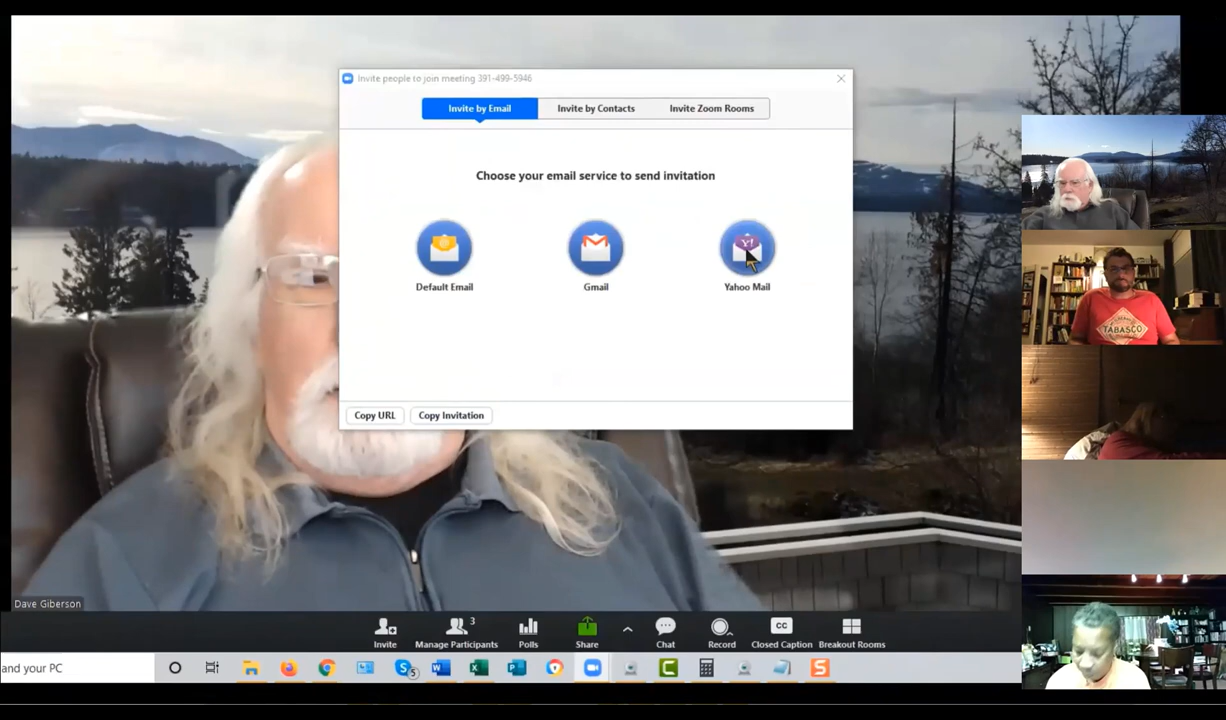 Invite people to join meeting 391-499-5946
Invite by Email Invite by Contacts Invite Zoom Rooms
Choose your email service to send invitation
Y!
Default Email Gmail Yahoo Mail
Copy URL Copy Invitation
TABASCO
Dave Giberson
3
Invite Manage Participants Polls Share Chat Record CC Closed Caption Breakout Rooms
and your PC
S 5 W X P C S